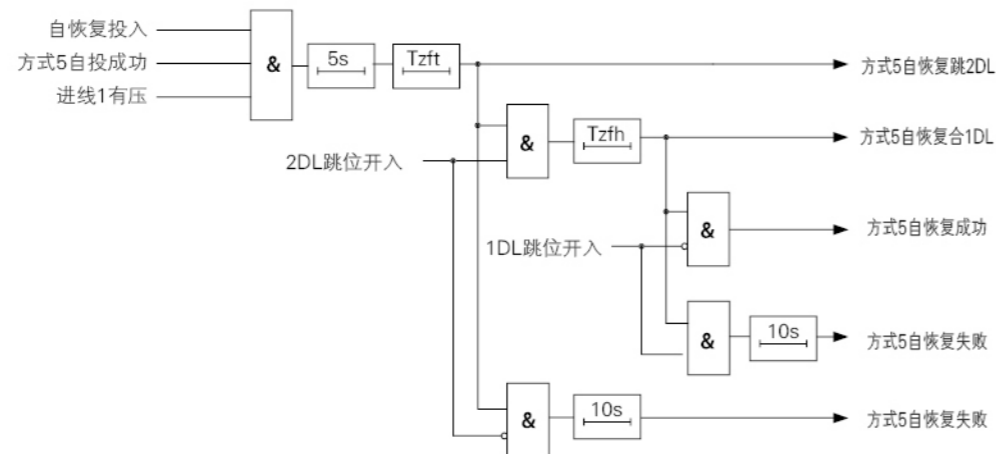 自恢复投入
方式5自投成功
进线1有压
&
5s
Tzft
方式5自恢复跳2DL
2DL跳位开入
&
Tzfh
方式5自恢复合1DL
1DL跳位开入
&
方式5自恢复成功
&
10s
方式5自恢复失败
&
10s
方式5自恢复失败